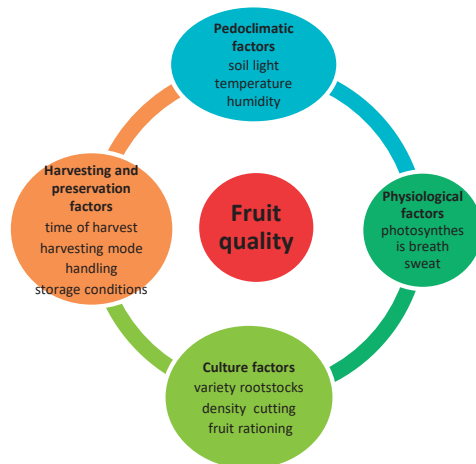 Pedoclimatic
factors
soil light
temperature
humidity
Harvesting and
preservation
factors
time of harvest
harvesting mode
handling
storage conditions
Fruit
quality
Physiological
factors
photosynthes
is breath
sweat
Culture factors
variety rootstocks
density cutting
fruit rationing